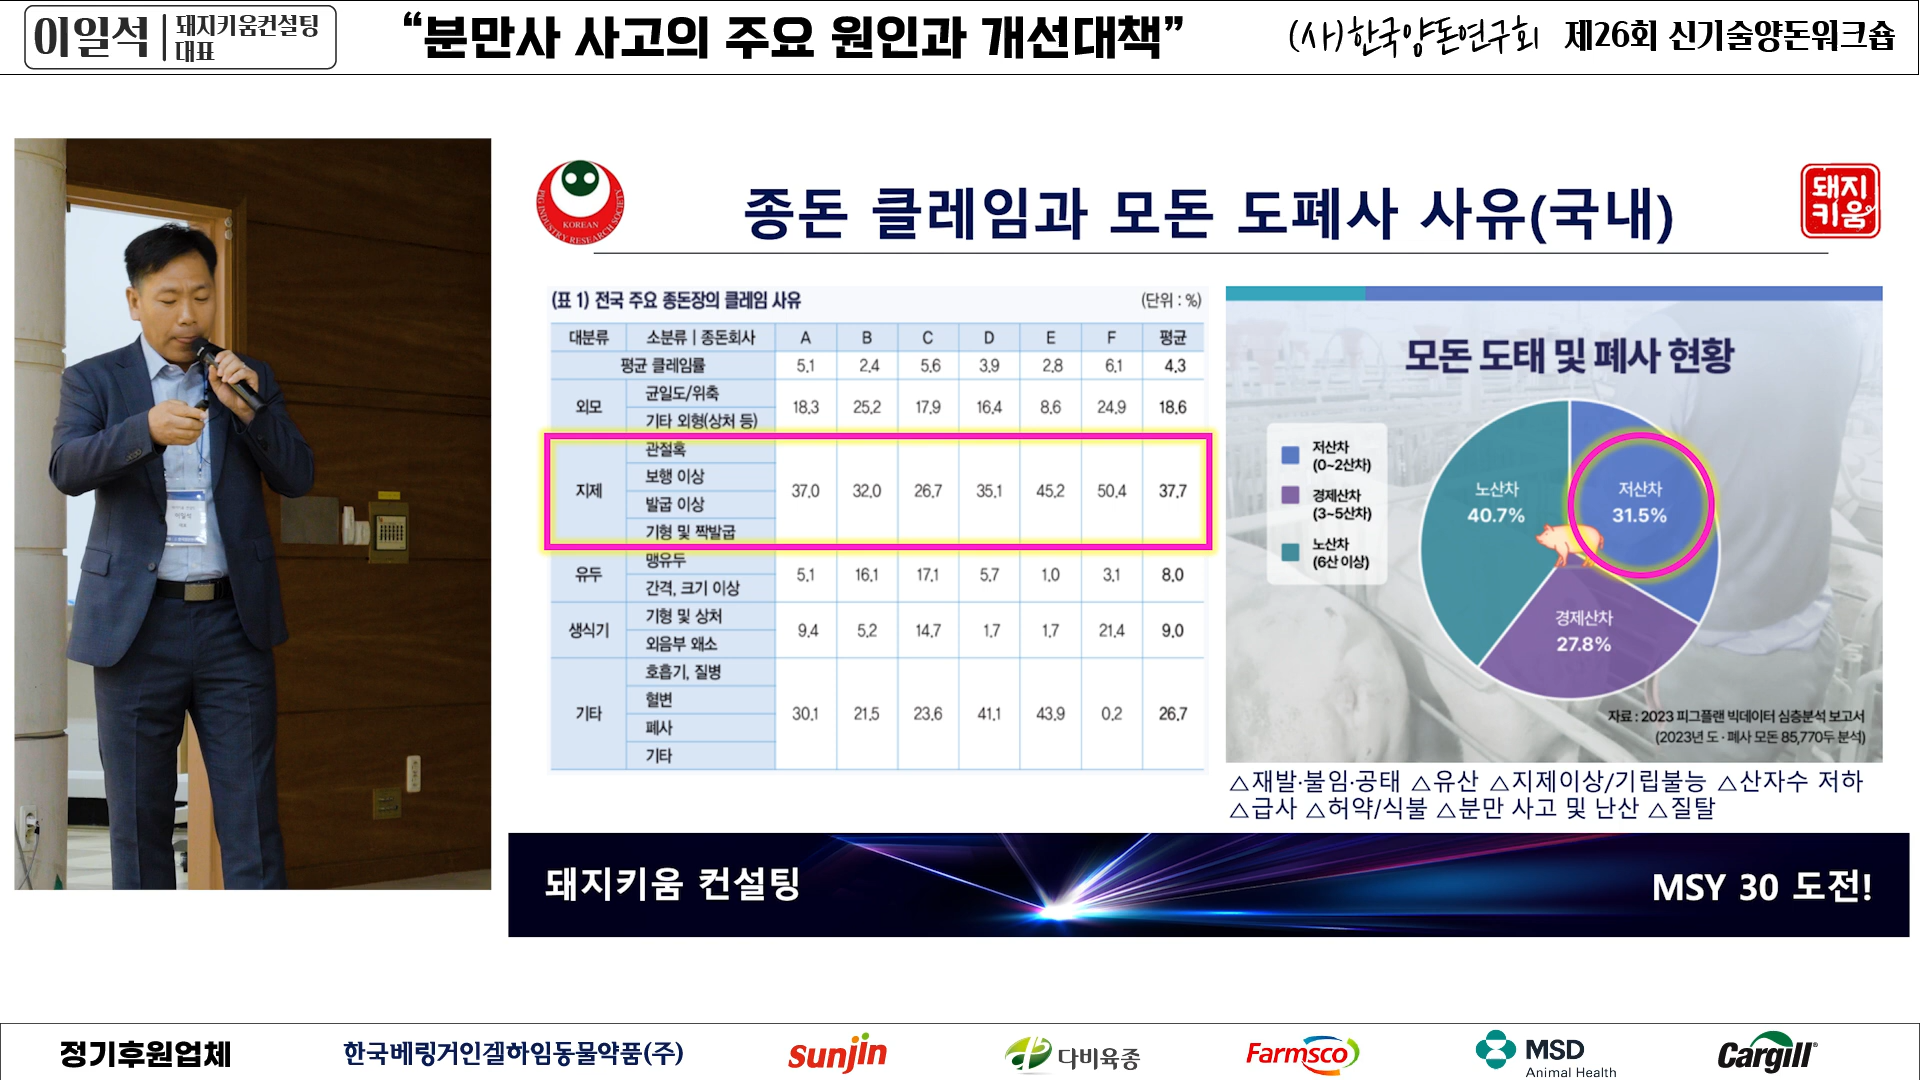 이일석 돼지키움컨설팅 대표
“분만사 사고의 주요 원인과 개선대책”
(사)한국양돈연구회 제26회 신기술양돈워크숍
KOREAN
PIG INDUSTRY RESEARCH SOCIETY
종돈 클레임과 모돈 도폐사 사유(국내)
돼지
키움
(표 1) 전국 주요 종돈장의 클레임 사유 (단위 : %)
대분류 소분류 | 종돈회사 A B C D E F 평균
평균 클레임률 5.1 2.4 5.6 3.9 2.8 6.1 4.3
외모 균일도/위축 18.3 25.2 17.9 16.4 8.6 24.9 18.6
기타 외형(상처 등)
지제 관절혹 37.0 32.0 26.7 35.1 45.2 50.4 37.7
보행 이상
발굽 이상
기형 및 짝발굽
유두 맹유두 5.1 16.1 17.1 5.7 1.0 3.1 8.0
간격, 크기 이상
생식기 기형 및 상처 9.4 5.2 14.7 1.7 1.7 21.4 9.0
외음부 왜소
기타 호흡기, 질병 30.1 21.5 23.6 41.1 43.9 0.2 26.7
혈변
폐사
기타
모돈 도태 및 폐사 현황
저산차
(0~2산차)
경제산차
(3~5산차)
노산차
(6산 이상)
노산차
40.7%
저산차
31.5%
경제산차
27.8%
자료 : 2023 피그플랜 빅데이터 심층분석 보고서
(2023년 도 · 폐사 모돈 85,770두 분석)
△재발·불임·공태 △유산 △지제이상/기립불능 △산자수 저하
△급사 △허약/식불 △분만 사고 및 난산 △질탈
돼지키움 컨설팅
MSY 30 도전!
정기후원업체
한국베링거인겔하임동물약품(주)
Sunjin
다비육종
Farmsco
MSD
Animal Health
Cargill